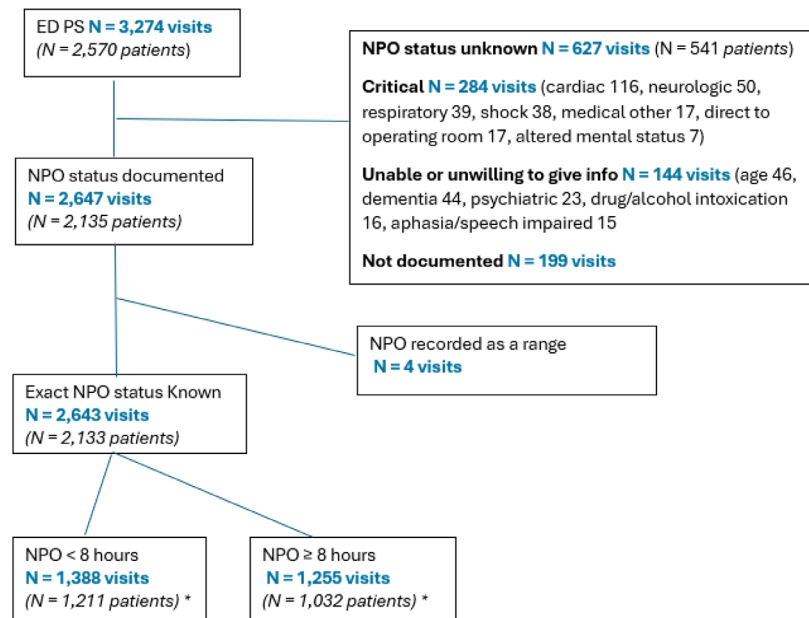 ED PS N = 3,274 visits
(N = 2,570 patients)
NPO status unknown N = 627 visits (N = 541 patients)
Critical N = 284 visits (cardiac 116, neurologic 50,
respiratory 39, shock 38, medical other 17, direct to
operating room 17, altered mental status 7)
Unable or unwilling to give info N = 144 visits (age 46,
dementia 44, psychiatric 23, drug/alcohol intoxication
16, aphasia/speech impaired 15
Not documented N = 199 visits
NPO status documented
N = 2,647 visits
(N = 2,135 patients)
NPO recorded as a range
N = 4 visits
Exact NPO status Known
N = 2,643 visits
(N = 2,133 patients)
NPO < 8 hours
N = 1,388 visits
(N = 1,211 patients) *
NPO ≥ 8 hours
N = 1,255 visits
(N = 1,032 patients) *